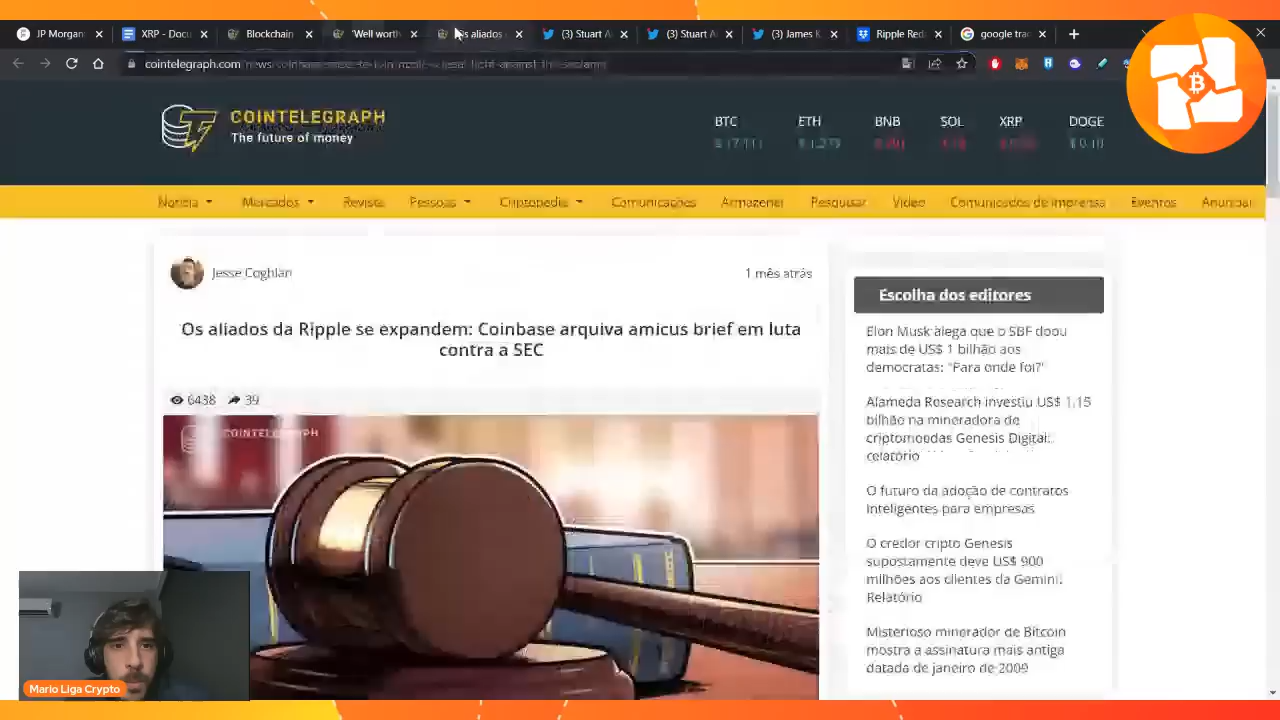 JP Morgan
XRP - Docu
Blockchain
'Well worth
Os aliados
(3) Stuart A
(3) Stuart A
(3) James K
Ripple Red
google tra
cointelegraph.com
COINTELEGRAPH
The future of money
BTC
ETH
BNB
SOL
XRP
DOGE
Notícia
Mercados
Revista
Pessoas
Criptopedia
Comunicações
Armazenar
Pesquisar
Vídeo
Comunicados de imprensa
Eventos
Anunciar
Jesse Coghlan
1 mês atrás
Os aliados da Ripple se expandem: Coinbase arquiva amicus brief em luta
contra a SEC
6438
39
COINTELEGRAPH
Escolha dos editores
Elon Musk alega que o SBF doou
mais de US$ 1 bilhão aos
democratas: "Para onde foi?"
Alameda Research investiu US$ 1,15
bilhão na mineradora de
criptomoedas Genesis Digital:
relatório
O futuro da adoção de contratos
inteligentes para empresas
O credor cripto Genesis
supostamente deve US$ 900
milhões aos clientes da Gemini:
Relatório
Misterioso minerador de Bitcoin
mostra a assinatura mais antiga
datada de janeiro de 2009
Mario Liga Crypto